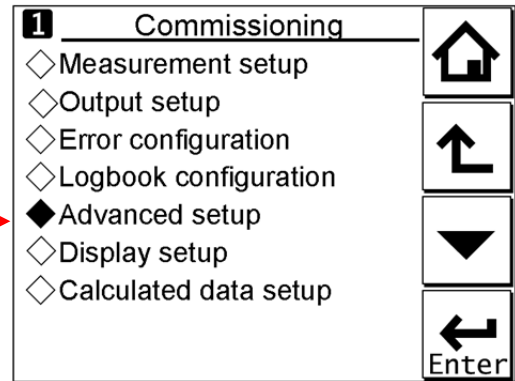 1 Commissioning
Measurement setup
Output setup
Error configuration
Logbook configuration
Advanced setup
Display setup
Calculated data setup
Enter